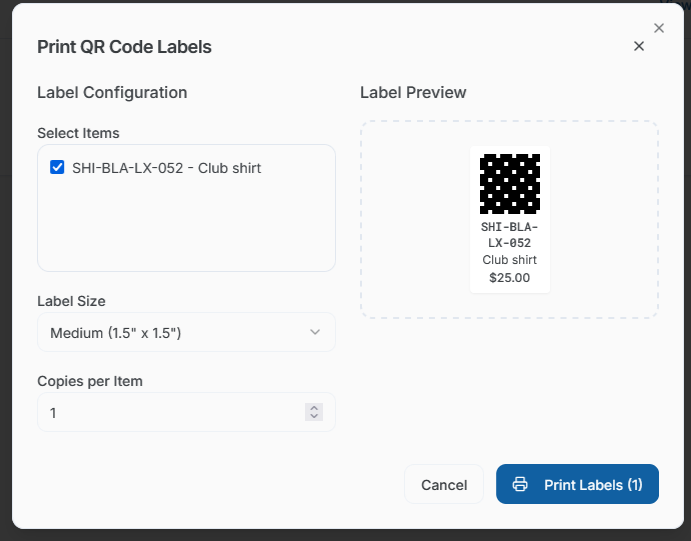 Print QR Code Labels
Label Configuration
Select Items
SHI-BLA-LX-052 - Club shirt
Label Size
Medium (1.5" x 1.5")
Copies per Item
1
Label Preview
SHI-BLA-
LX-052
Club shirt
$25.00
Cancel
Print Labels (1)